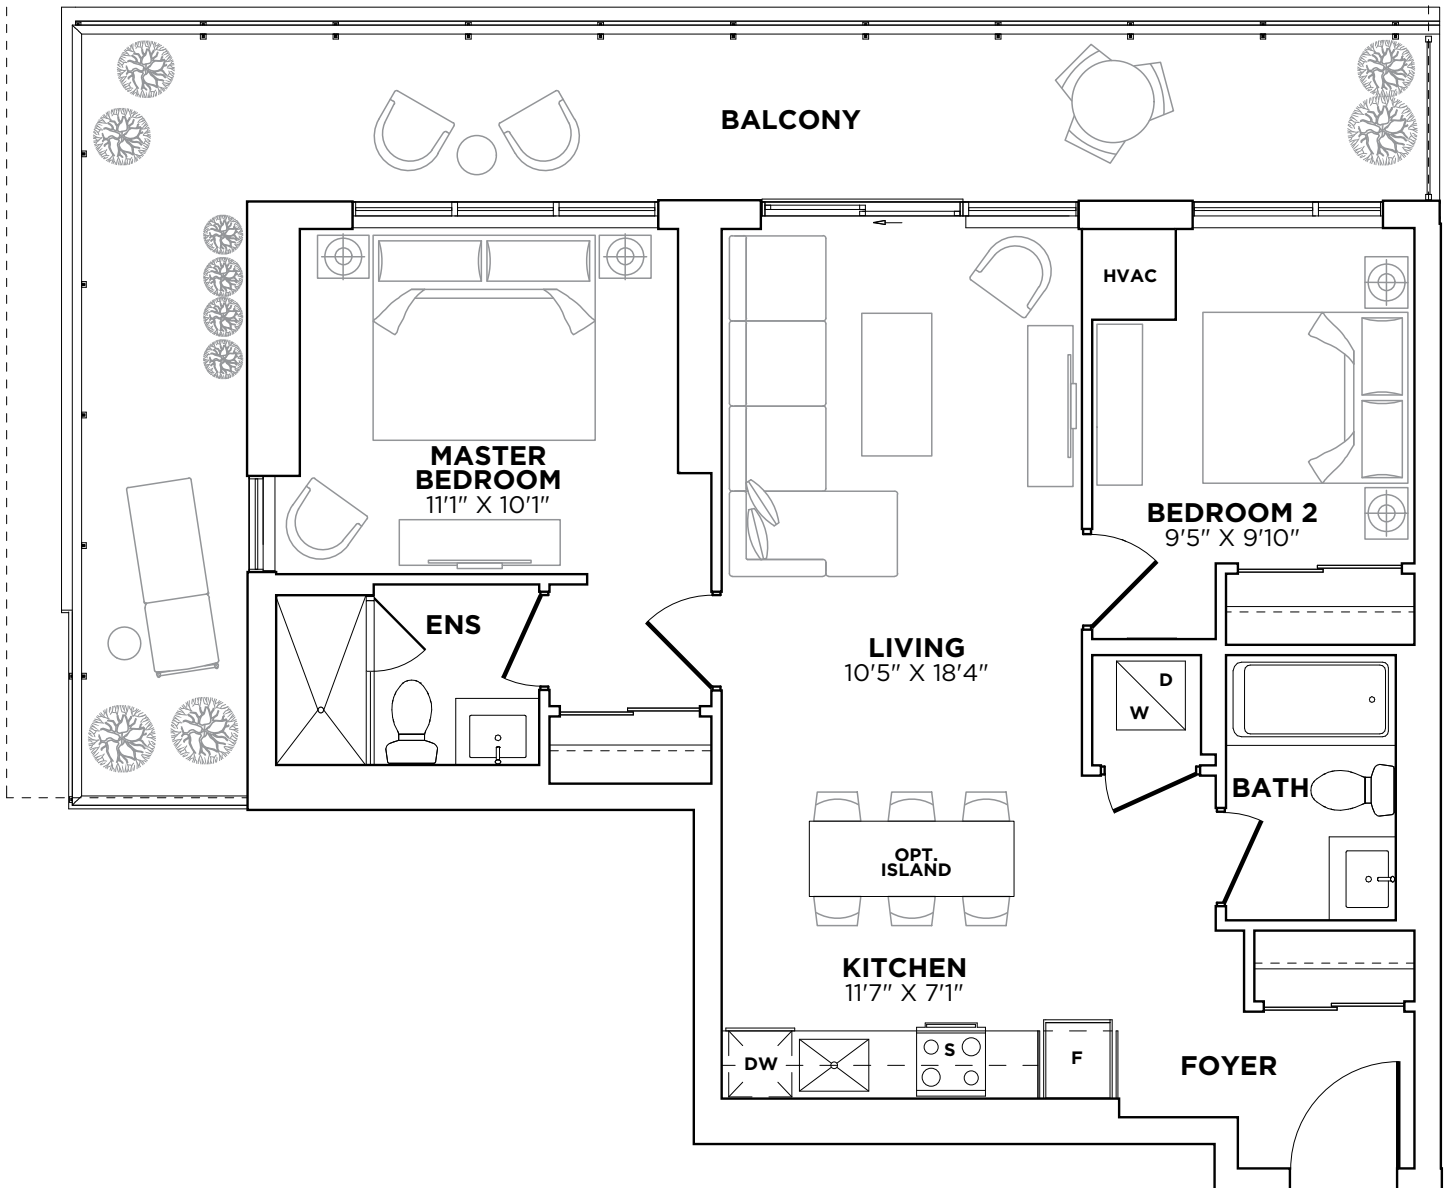 BALCONY
HVAC
MASTER
BEDROOM
11'1" X 10'1"
BEDROOM 2
9'5" X 9'10"
ENS
LIVING
10'5" X 18'4"
D
W
BATH
OPT.
ISLAND
KITCHEN
11'7" X 7'1"
DW
S
F
FOYER